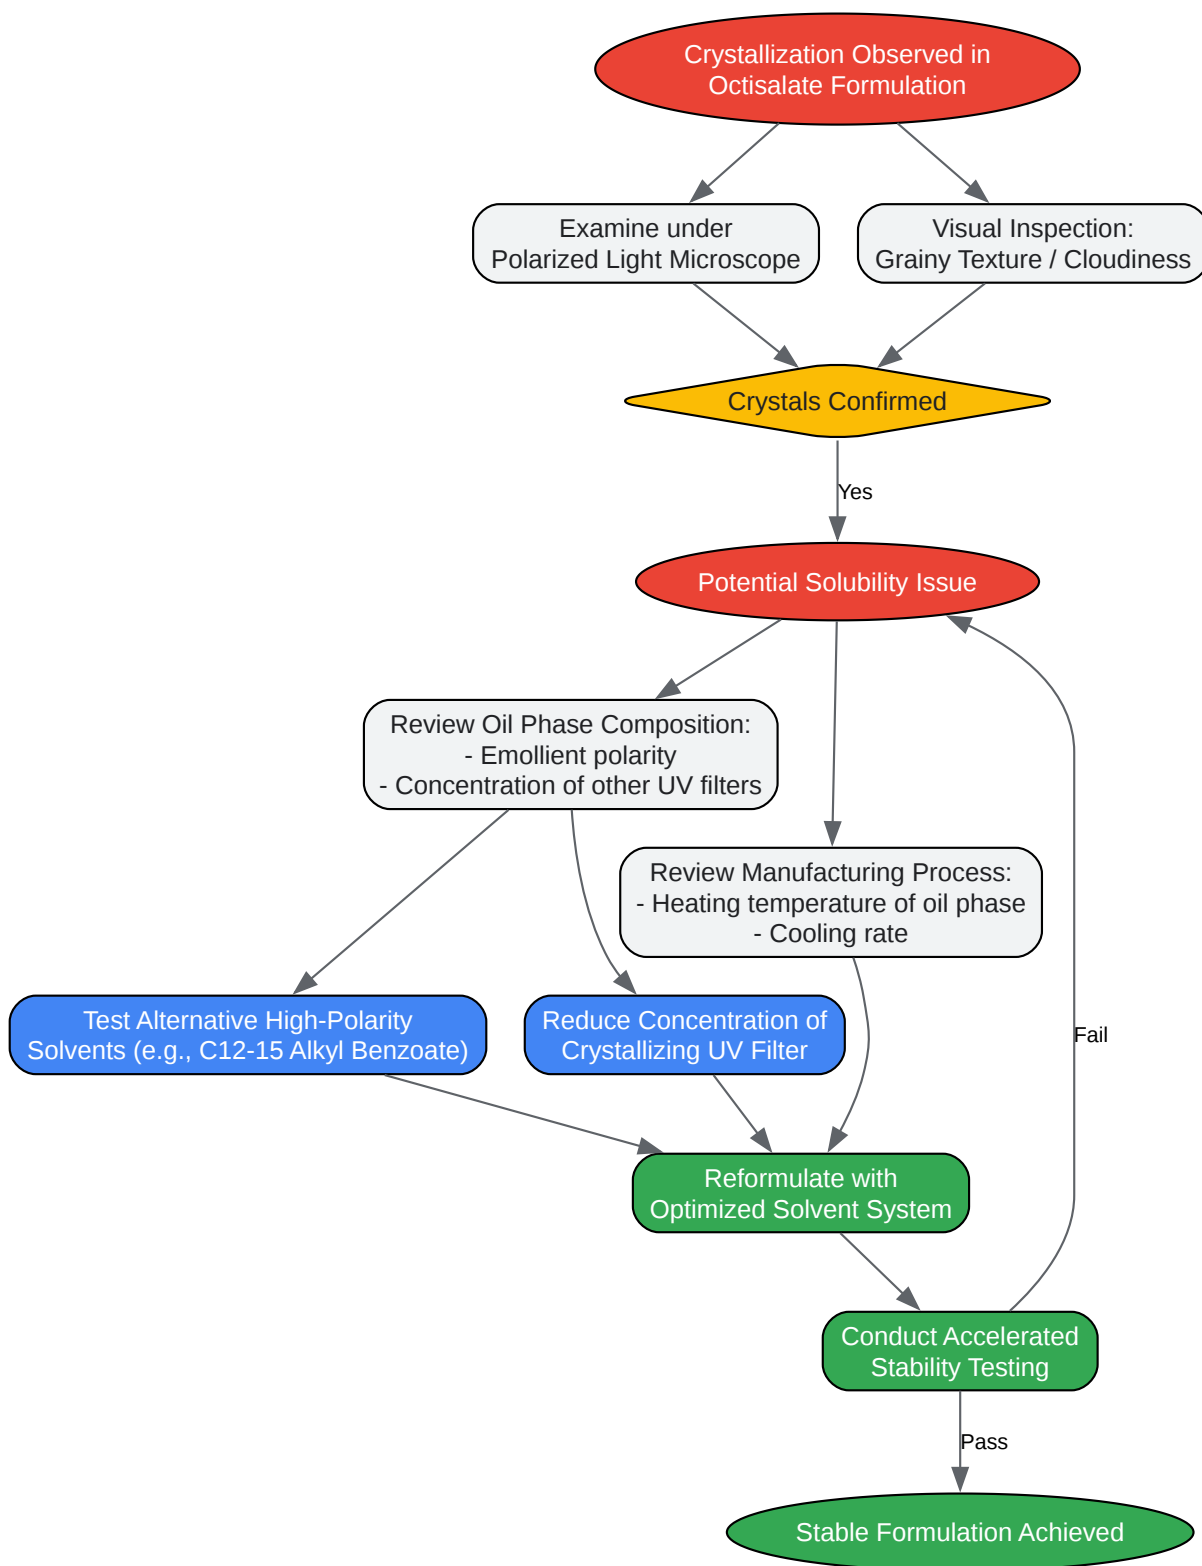 Crystallization Observed in
Octisalate Formulation
Examine under
Polarized Light Microscope
Visual Inspection:
Grainy Texture / Cloudiness
Crystals Confirmed
Yes
Potential Solubility Issue
Review Oil Phase Composition:
- Emollient polarity
- Concentration of other UV filters
Review Manufacturing Process:
- Heating temperature of oil phase
- Cooling rate
Test Alternative High-Polarity
Solvents (e.g., C12-15 Alkyl Benzoate)
Reduce Concentration of
Crystallizing UV Filter
Fail
Reformulate with
Optimized Solvent System
Conduct Accelerated
Stability Testing
Pass
Stable Formulation Achieved